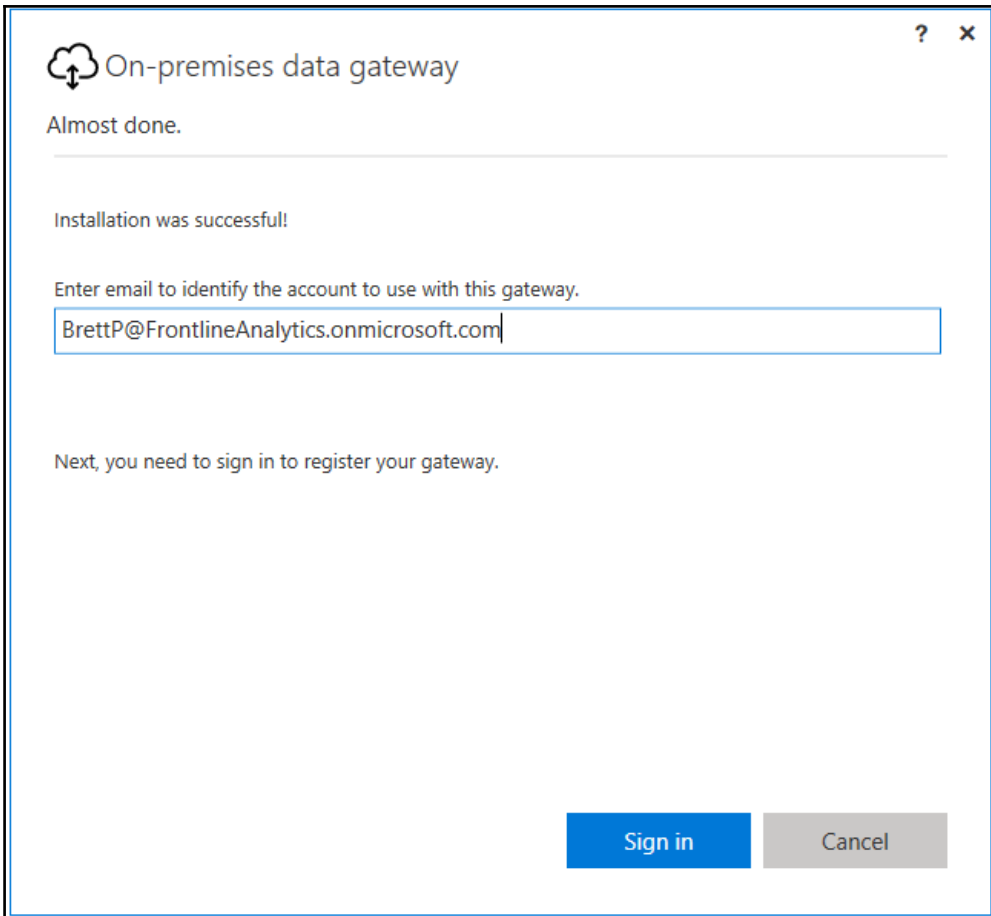 ? ×
On-premises data gateway
Almost done.
Installation was successful!
Enter email to identify the account to use with this gateway.
BrettP@FrontlineAnalytics.onmicrosoft.com
Next, you need to sign in to register your gateway.
Sign in Cancel